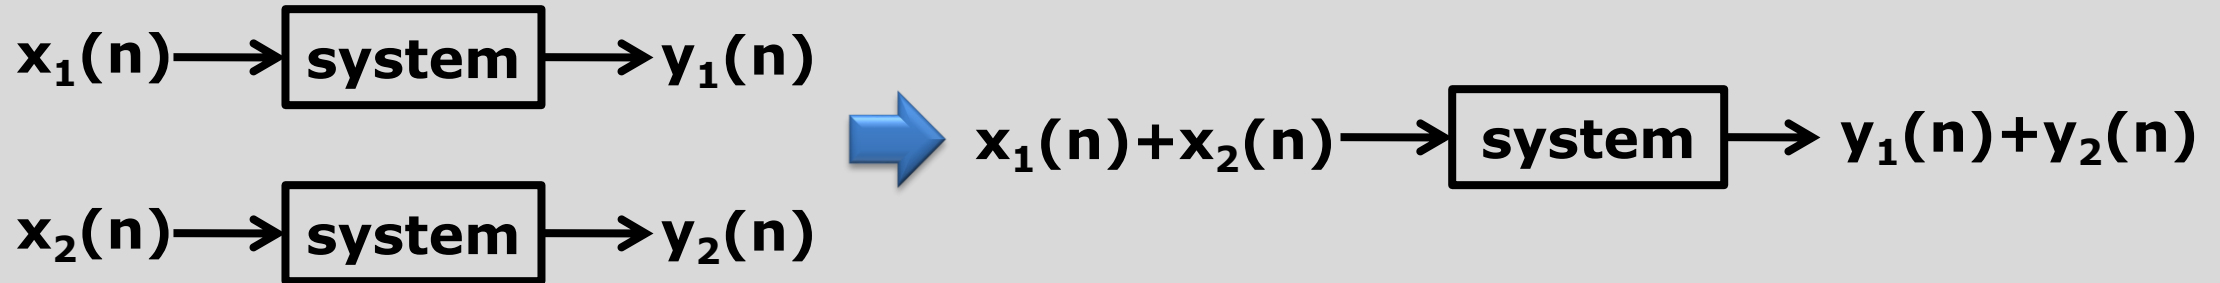 x₁(n) system y₁(n)
x₂(n) system y₂(n)
x₁(n)+x₂(n) system y₁(n)+y₂(n)